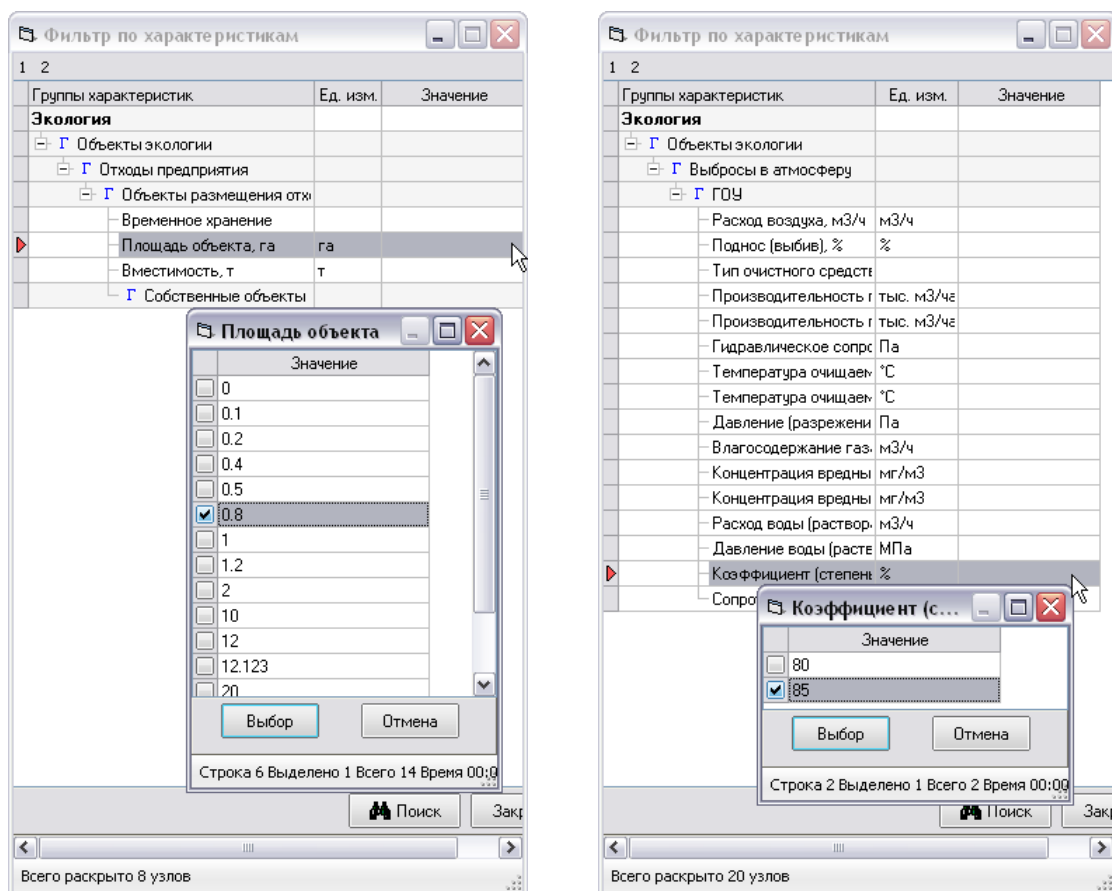 Фильтр по характеристикам
1 2
Группы характеристик Ед. изм. Значение
Экология
Г Объекты экологии
Г Отходы предприятия
Г Объекты размещения отх
Временное хранение
Площадь объекта, га га
Вместимость, т т
Г Собственные объекты
Площадь объекта
Значение
0
0.1
0.2
0.4
0.5
0.8
1
1.2
2
10
12
12.123
20
Выбор Отмена
Строка 6 Выделено 1 Всего 14 Время 00:0
Поиск Закр
Всего раскрыто 8 узлов
Фильтр по характеристикам
1 2
Группы характеристик Ед. изм. Значение
Экология
Г Объекты экологии
Г Выбросы в атмосферу
Г ГОУ
Расход воздуха, м3/ч м3/ч
Поднос (выбив), % %
Тип очистного средств
Производительность г тыс. м3/ча
Производительность г тыс. м3/ча
Гидравлическое сопро Па
Температура очищаем °С
Температура очищаем °С
Давление (разрежени Па
Влагосодержание газ м3/ч
Концентрация вредны мг/м3
Концентрация вредны мг/м3
Расход воды (раствор м3/ч
Давление воды (раств МПа
Коэффициент (степень %
Сопро
Коэффициент (с...
Значение
80
85
Выбор Отмена
Строка 2 Выделено 1 Всего 2 Время 00:00
Поиск Закр
Всего раскрыто 20 узлов